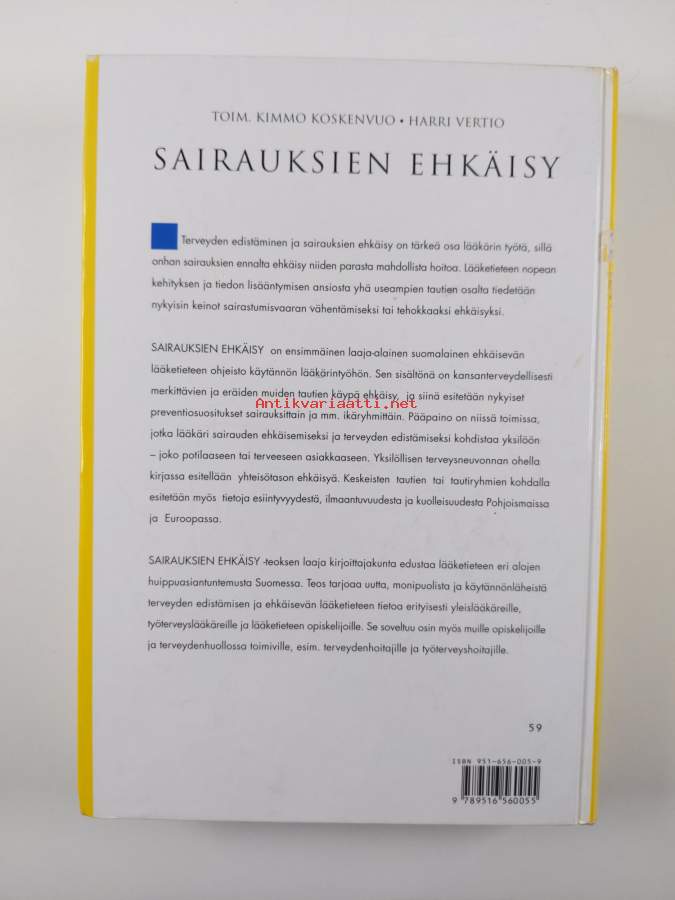 TOIM. KIMMO KOSKENVUO • HARRI VERTIO
SAIRAUKSIEN EHKÄISY
Terveyden edistäminen ja sairauksien ehkäisy on tärkeä osa lääkärin työtä, sillä
onhan sairauksien ennalta ehkäisy niiden parasta mahdollista hoitoa. Lääketieteen nopean
kehityksen ja tiedon lisääntymisen ansiosta yhä useampien tautien osalta tiedetään
nykyisin keinot sairastumisvaaran vähentämiseksi tai tehokkaaksi ehkäisyksi.
SAIRAUKSIEN EHKÄISY on ensimmäinen laaja-alainen suomalainen ehkäisevän
lääketieteen ohjeisto käytännön lääkärintyöhön. Sen sisältönä on kansanterveydellisesti
merkittävien ja eräiden muiden tautien käypä ehkäisy, ja siinä esitetään nykyiset
Antikvariaatti.net
preventiosuositukset sairauksittain ja mm. ikäryhmittäin. Pääpaino on niissä toimissa,
jotka lääkäri sairauden ehkäisemiseksi ja terveyden edistämiseksi kohdistaa yksilöön
– joko potilaaseen tai terveeseen asiakkaaseen. Yksilöllisen terveysneuvonnan ohella
kirjassa esitellään yhteisötason ehkäisyä. Keskeisten tautien tai tautiryhmien kohdalla
esitetään myös tietoja esiintyvyydestä, ilmaantuvuudesta ja kuolleisuudesta Pohjoismaissa
ja Euroopassa.
SAIRAUKSIEN EHKÄISY -teoksen laaja kirjoittajakunta edustaa lääketieteen eri alojen
huippuasiantuntemusta Suomessa. Teos tarjoaa uutta, monipuolista ja käytännönläheistä
terveyden edistämisen ja ehkäisevän lääketieteen tietoa erityisesti yleislääkäreille,
työterveyslääkäreille ja lääketieteen opiskelijoille. Se soveltuu osin myös muille opiskelijoille
ja terveydenhuollossa toimiville, esim. terveydenhoitajille ja työterveyshoitajille.
59
ISBN 951-656-005-9
9 789516 560055